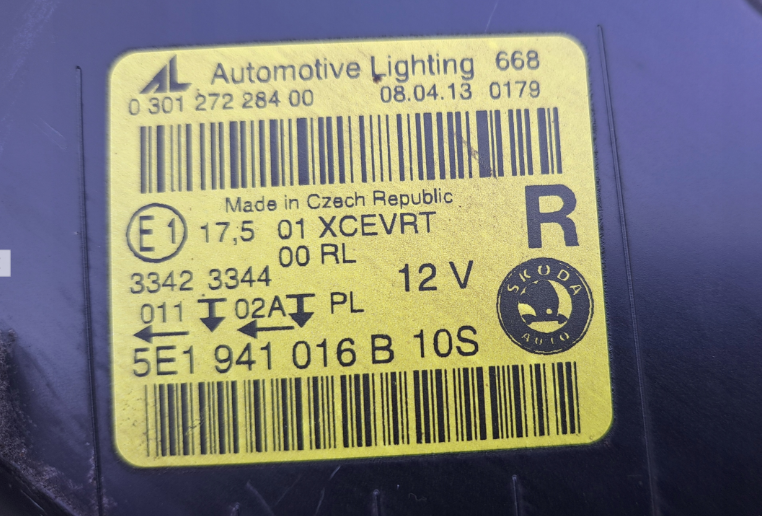 AL Automotive Lighting 668
0 301 272 284 00 08.04.13 0179
Made in Czech Republic
E1 17,5 01 XCEVRT R
00 RL
3342 3344 12 V
011 02A PL
5E1 941 016 B 10S
SKODA
AUTO